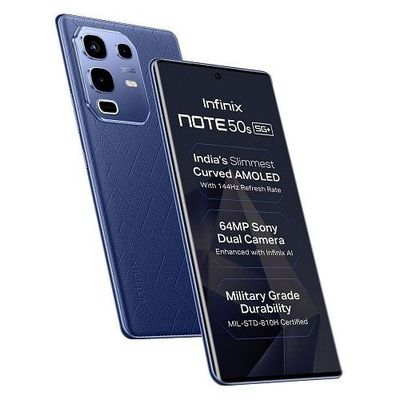 Infinix
NOTE 50s 5G+
India's Slimmest
Curved AMOLED
With 144Hz Refresh Rate
64MP Sony
Dual Camera
Enhanced with Infinix AI
Military Grade
Durability
MIL-STD-810H Certified
Infinix